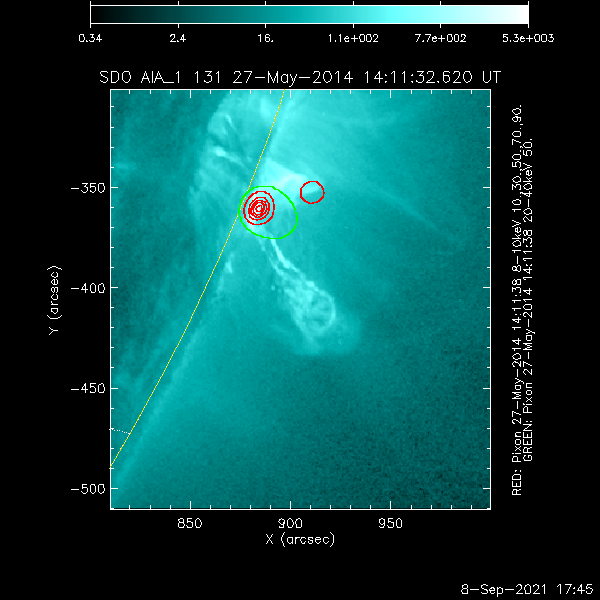 0.34 2.4 16. 1.1e+002 7.7e+002 5.3e+003
SDO AIA_1 131 27-May-2014 14:11:32.620 UT
-350
-400
-450
-500
Y (arcsec)
850 900 950
X (arcsec)
RED: Pixon 27-May-2014 14:11:38 8-10keV 10.,30.,50.,70.,90.
GREEN: Pixon 27-May-2014 14:11:38 20-40keV 50.
8-Sep-2021 17:45